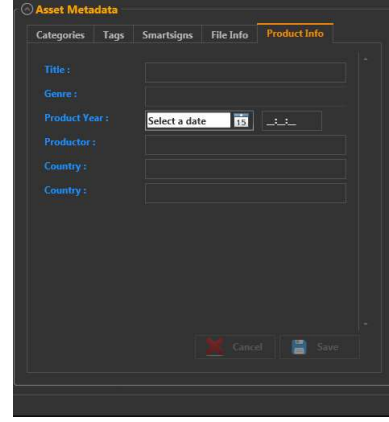 Asset Metadata
Categories Tags Smartsigns File Info Product Info
Title :
Genre :
Product Year : Select a date 15 _:_:_
Productor :
Country :
Country :
Cancel Save